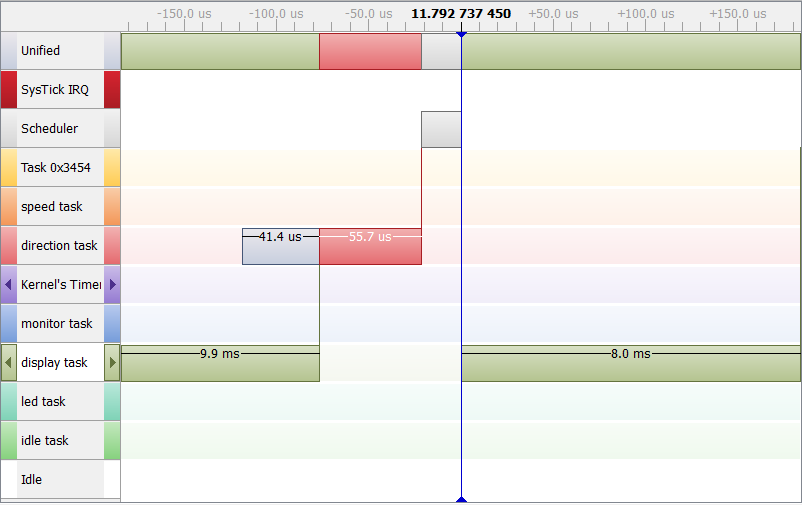 -150.0 us -100.0 us -50.0 us 11.792 737 450 +50.0 us +100.0 us +150.0 us
Unified
SysTick IRQ
Scheduler
Task 0x3454
speed task
direction task 41.4 us 55.7 us
Kernel's Timer
monitor task
display task 9.9 ms 8.0 ms
led task
idle task
Idle